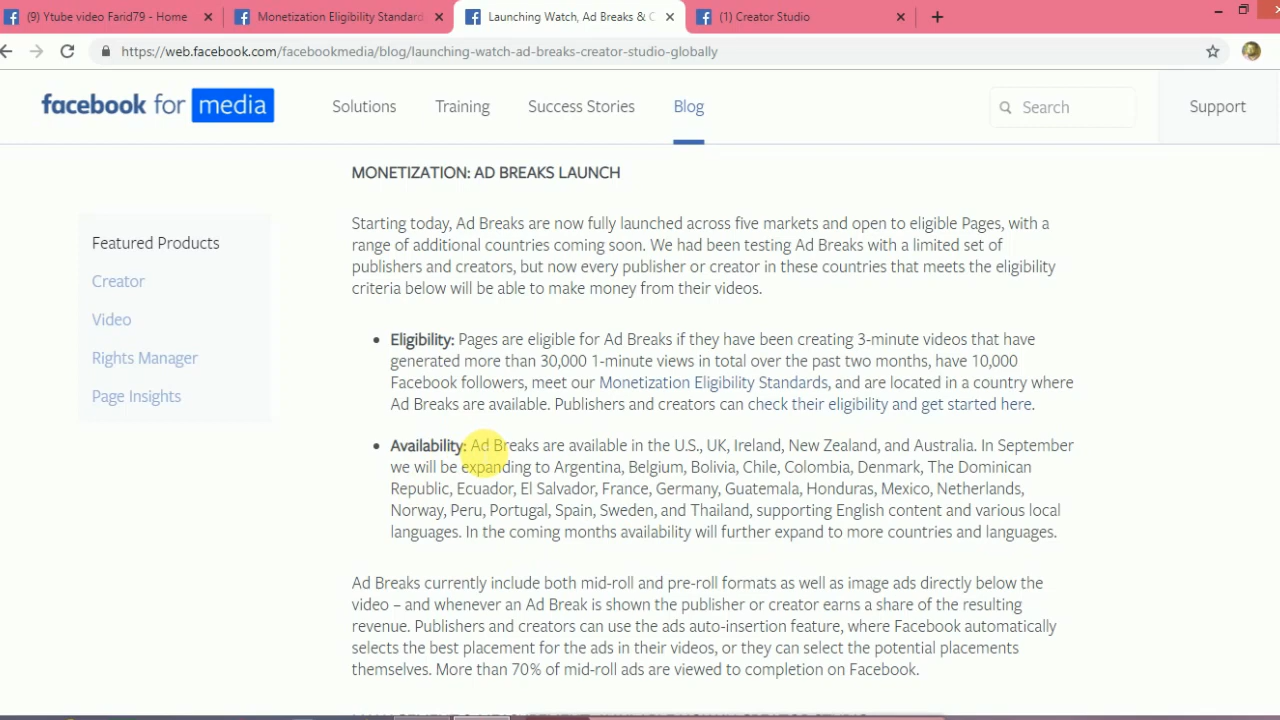 (9) Ytube video Farid79 - Home
Monetization Eligibility Standard
Launching Watch, Ad Breaks & C
(1) Creator Studio
https://web.facebook.com/facebookmedia/blog/launching-watch-ad-breaks-creator-studio-globally
facebook for media
Solutions
Training
Success Stories
Blog
Search
Support
Featured Products
Creator
Video
Rights Manager
Page Insights
MONETIZATION: AD BREAKS LAUNCH
Starting today, Ad Breaks are now fully launched across five markets and open to eligible Pages, with a
range of additional countries coming soon. We had been testing Ad Breaks with a limited set of
publishers and creators, but now every publisher or creator in these countries that meets the eligibility
criteria below will be able to make money from their videos.
Eligibility: Pages are eligible for Ad Breaks if they have been creating 3-minute videos that have
generated more than 30,000 1-minute views in total over the past two months, have 10,000
Facebook followers, meet our Monetization Eligibility Standards, and are located in a country where
Ad Breaks are available. Publishers and creators can check their eligibility and get started here.
Availability: Ad Breaks are available in the U.S., UK, Ireland, New Zealand, and Australia. In September
we will be expanding to Argentina, Belgium, Bolivia, Chile, Colombia, Denmark, The Dominican
Republic, Ecuador, El Salvador, France, Germany, Guatemala, Honduras, Mexico, Netherlands,
Norway, Peru, Portugal, Spain, Sweden, and Thailand, supporting English content and various local
languages. In the coming months availability will further expand to more countries and languages.
Ad Breaks currently include both mid-roll and pre-roll formats as well as image ads directly below the
video – and whenever an Ad Break is shown the publisher or creator earns a share of the resulting
revenue. Publishers and creators can use the ads auto-insertion feature, where Facebook automatically
selects the best placement for the ads in their videos, or they can select the potential placements
themselves. More than 70% of mid-roll ads are viewed to completion on Facebook.